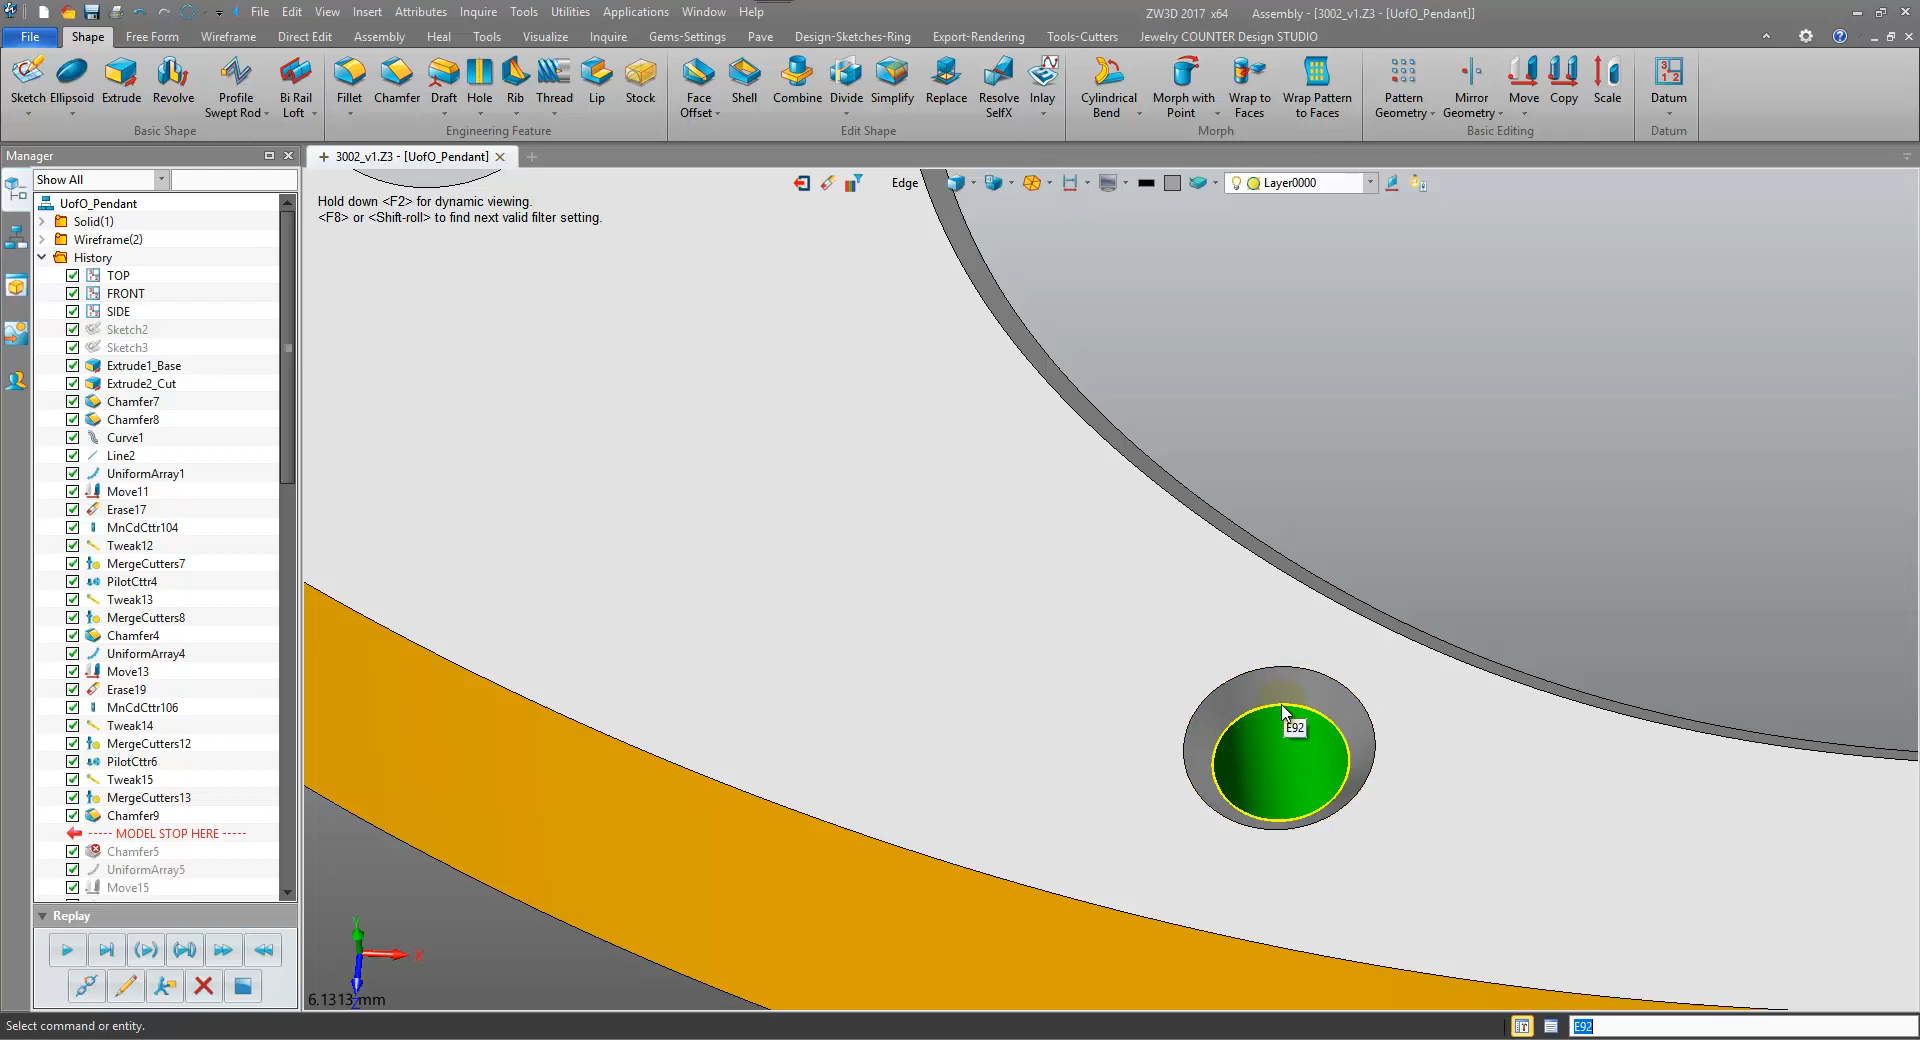 File Edit View Insert Attributes Inquire Tools Utilities Applications Window Help
ZW3D 2017 x64 Assembly - [3002_v1.Z3 - [UofO_Pendant]]
File Shape Free Form Wireframe Direct Edit Assembly Heal Tools Visualize Inquire Gems-Settings Pave Design-Sketches-Ring Export-Rendering Tools-Cutters Jewelry COUNTER Design STUDIO
Sketch Ellipsoid Extrude Revolve Profile Swept Rod Bi Rail Loft
Basic Shape
Fillet Chamfer Draft Hole Rib Thread Lip Stock
Engineering Feature
Face Offset Shell Combine Divide Simplify Replace Resolve SelfX Inlay
Edit Shape
Cylindrical Bend Morph with Point Wrap to Faces Wrap Pattern to Faces
Morph
Pattern Geometry Mirror Geometry Move Copy Scale
Basic Editing
Datum
Datum
Manager
3002_v1.Z3 - [UofO_Pendant]
Show All
Edge
Layer0000
Hold down <F2> for dynamic viewing.
<F8> or <Shift-roll> to find next valid filter setting.
UofO_Pendant
Solid(1)
Wireframe(2)
History
TOP
FRONT
SIDE
Sketch2
Sketch3
Extrude1_Base
Extrude2_Cut
Chamfer7
Chamfer8
Curve1
Line2
UniformArray1
Move11
Erase17
MnCdCttr104
Tweak12
MergeCutters7
PilotCttr4
Tweak13
MergeCutters8
Chamfer4
UniformArray4
Move13
Erase19
MnCdCttr106
Tweak14
MergeCutters12
PilotCttr6
Tweak15
MergeCutters13
Chamfer9
----- MODEL STOP HERE -----
Chamfer5
UniformArray5
Move15
E92
Replay
Y
X
Z
6.1313 mm
Select command or entity.
E92